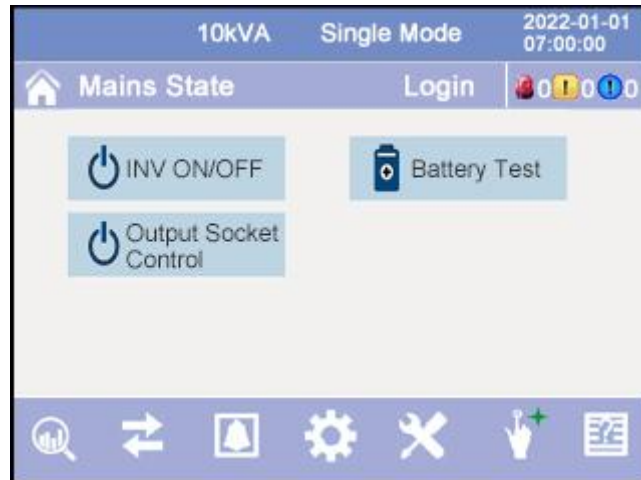 10kVA Single Mode 2022-01-01
07:00:00
Mains State Login 0 ! 0 ! 0
INV ON/OFF
Battery Test
Output Socket
Control